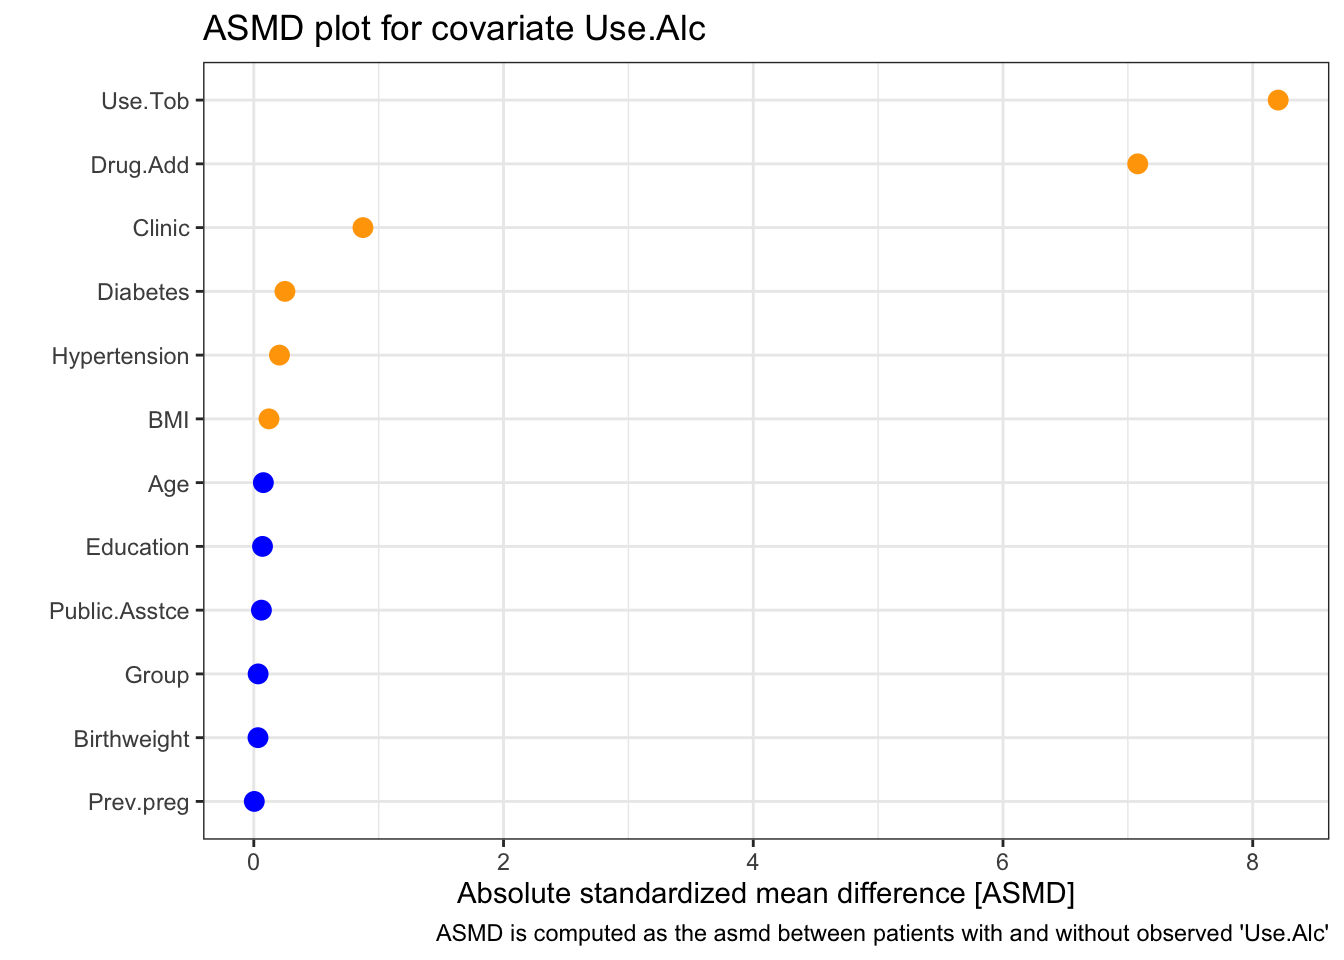 ASMD plot for covariate Use.Alc
Use.Tob
Drug.Add
Clinic
Diabetes
Hypertension
BMI
Age
Education
Public.Asstce
Group
Birthweight
Prev.preg
0 2 4 6 8
Absolute standardized mean difference [ASMD]
ASMD is computed as the asmd between patients with and without observed 'Use.Alc'